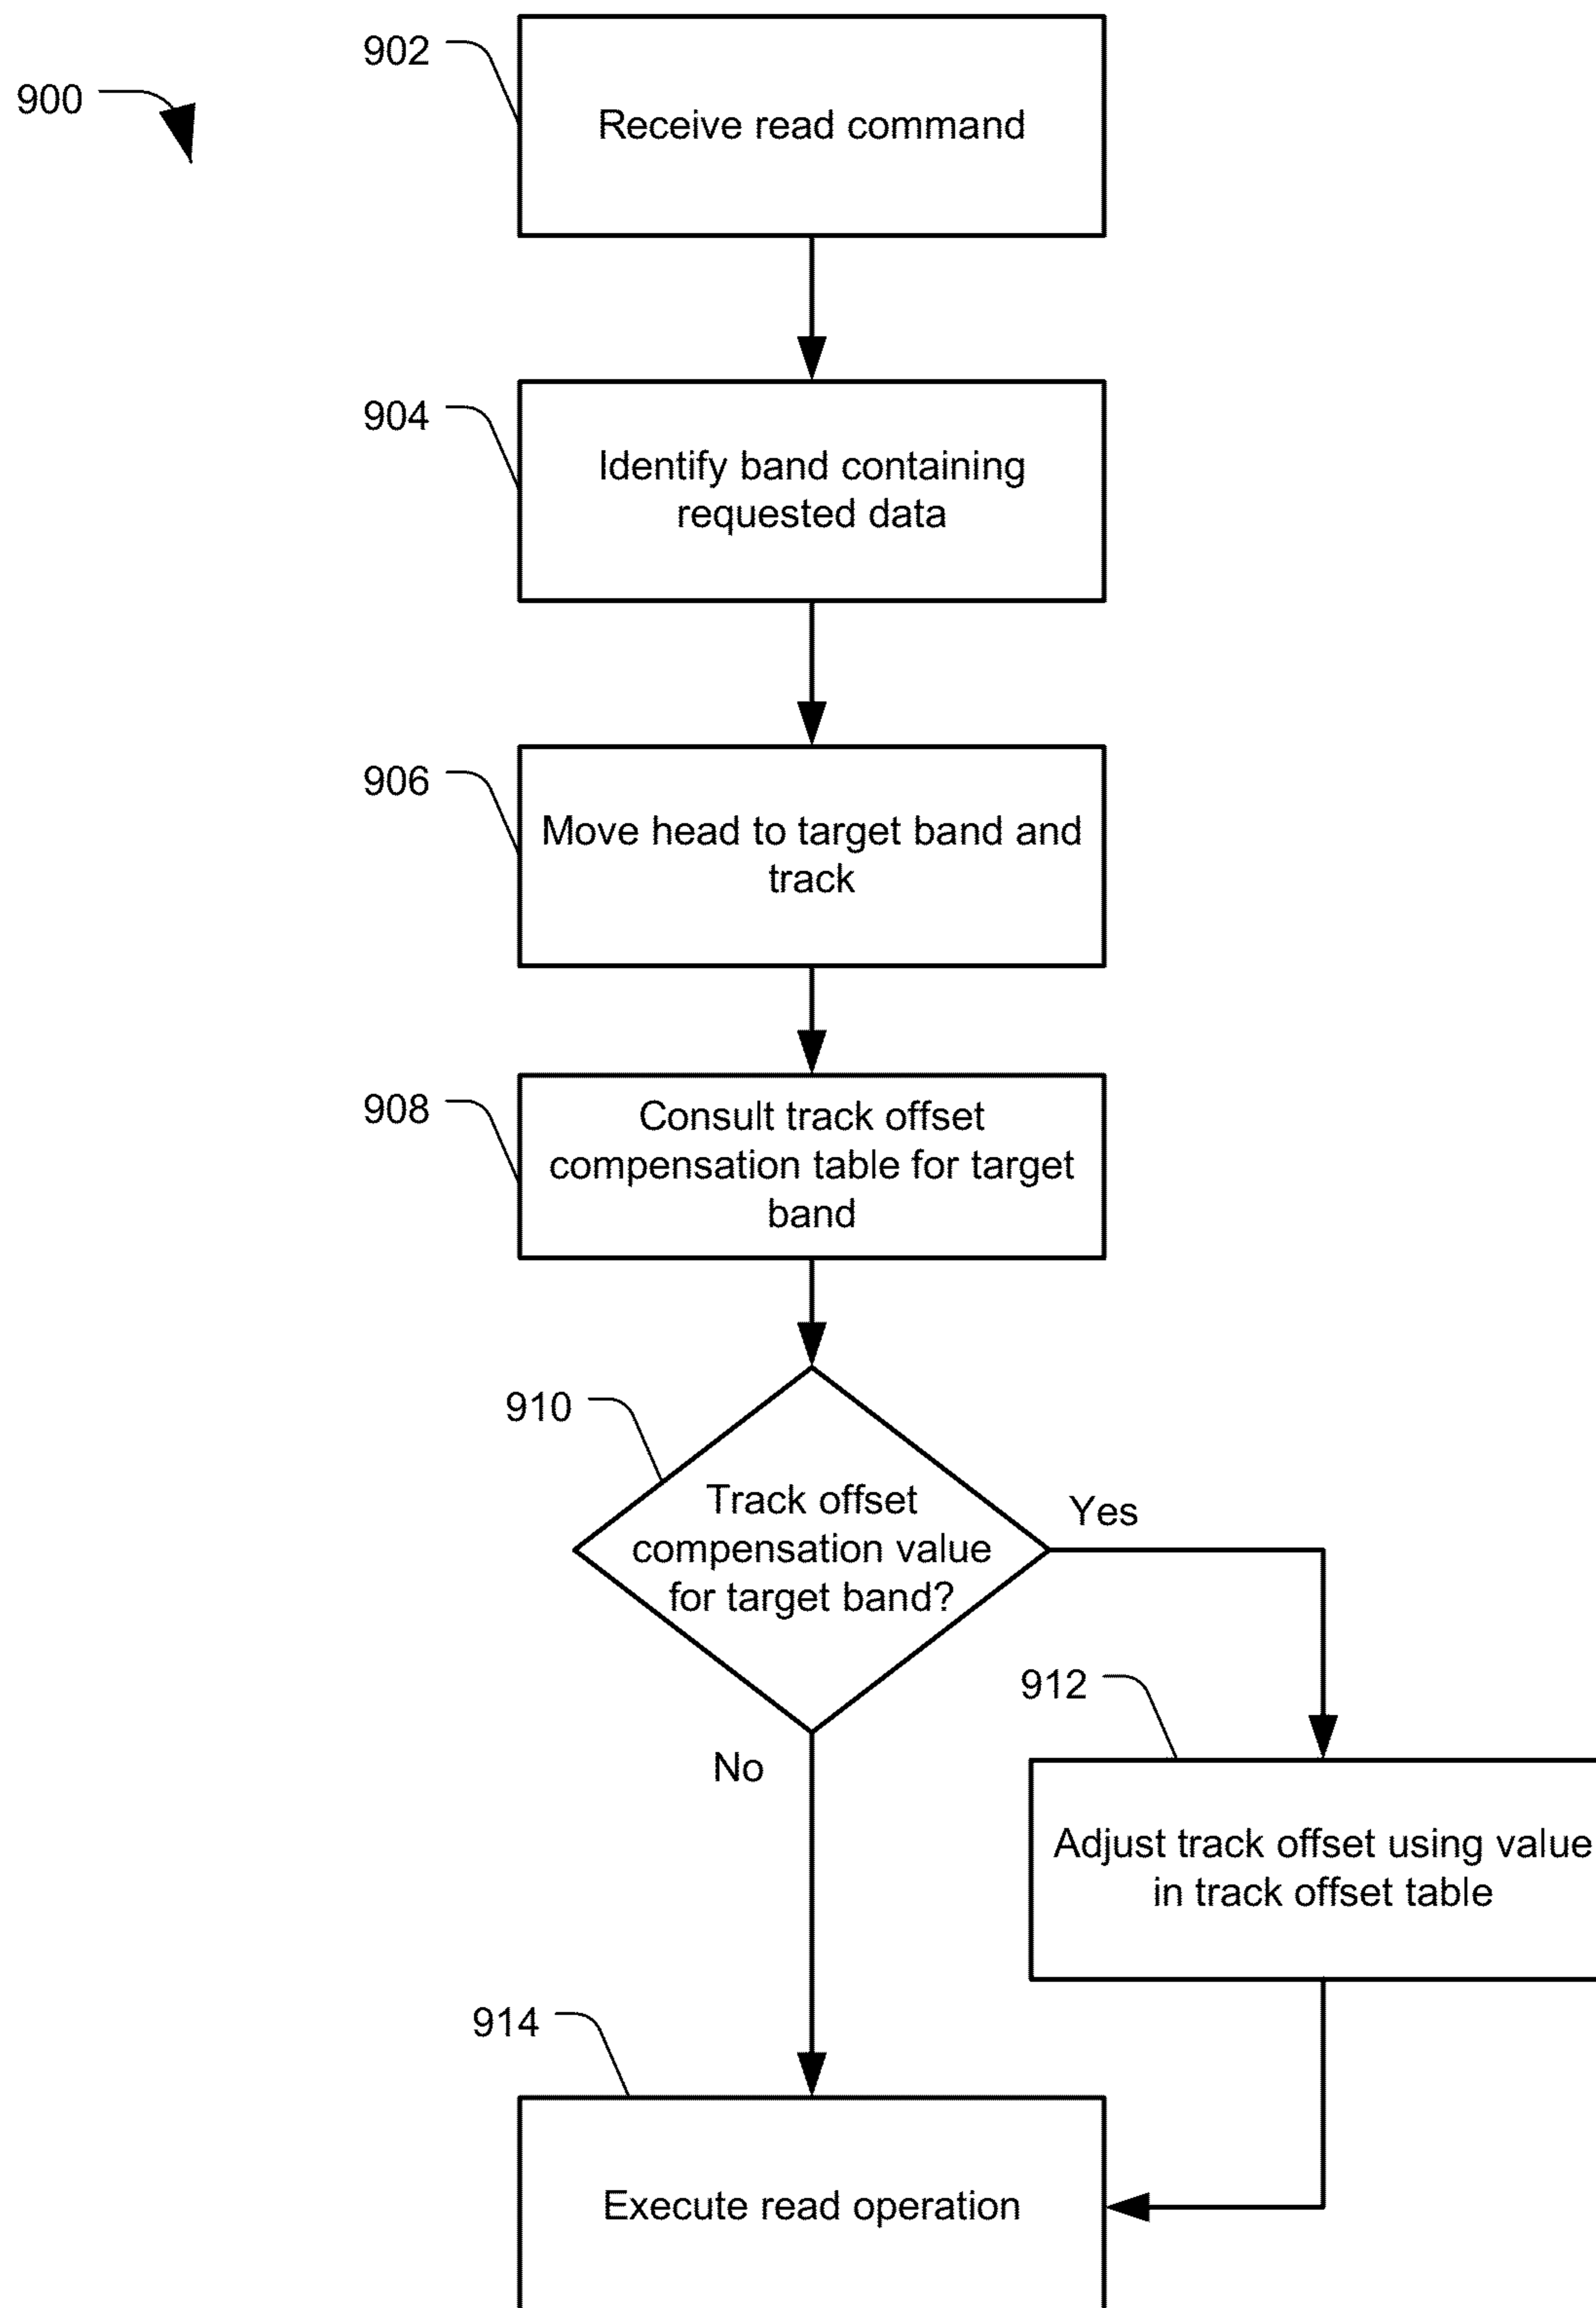 902
900
Receive read command
904
Identify band containing
requested data
906
Move head to target band and
track
908
Consult track offset
compensation table for target
band
910
Track offset
compensation value
for target band?
Yes
912
No
Adjust track offset using value
in track offset table
914
Execute read operation